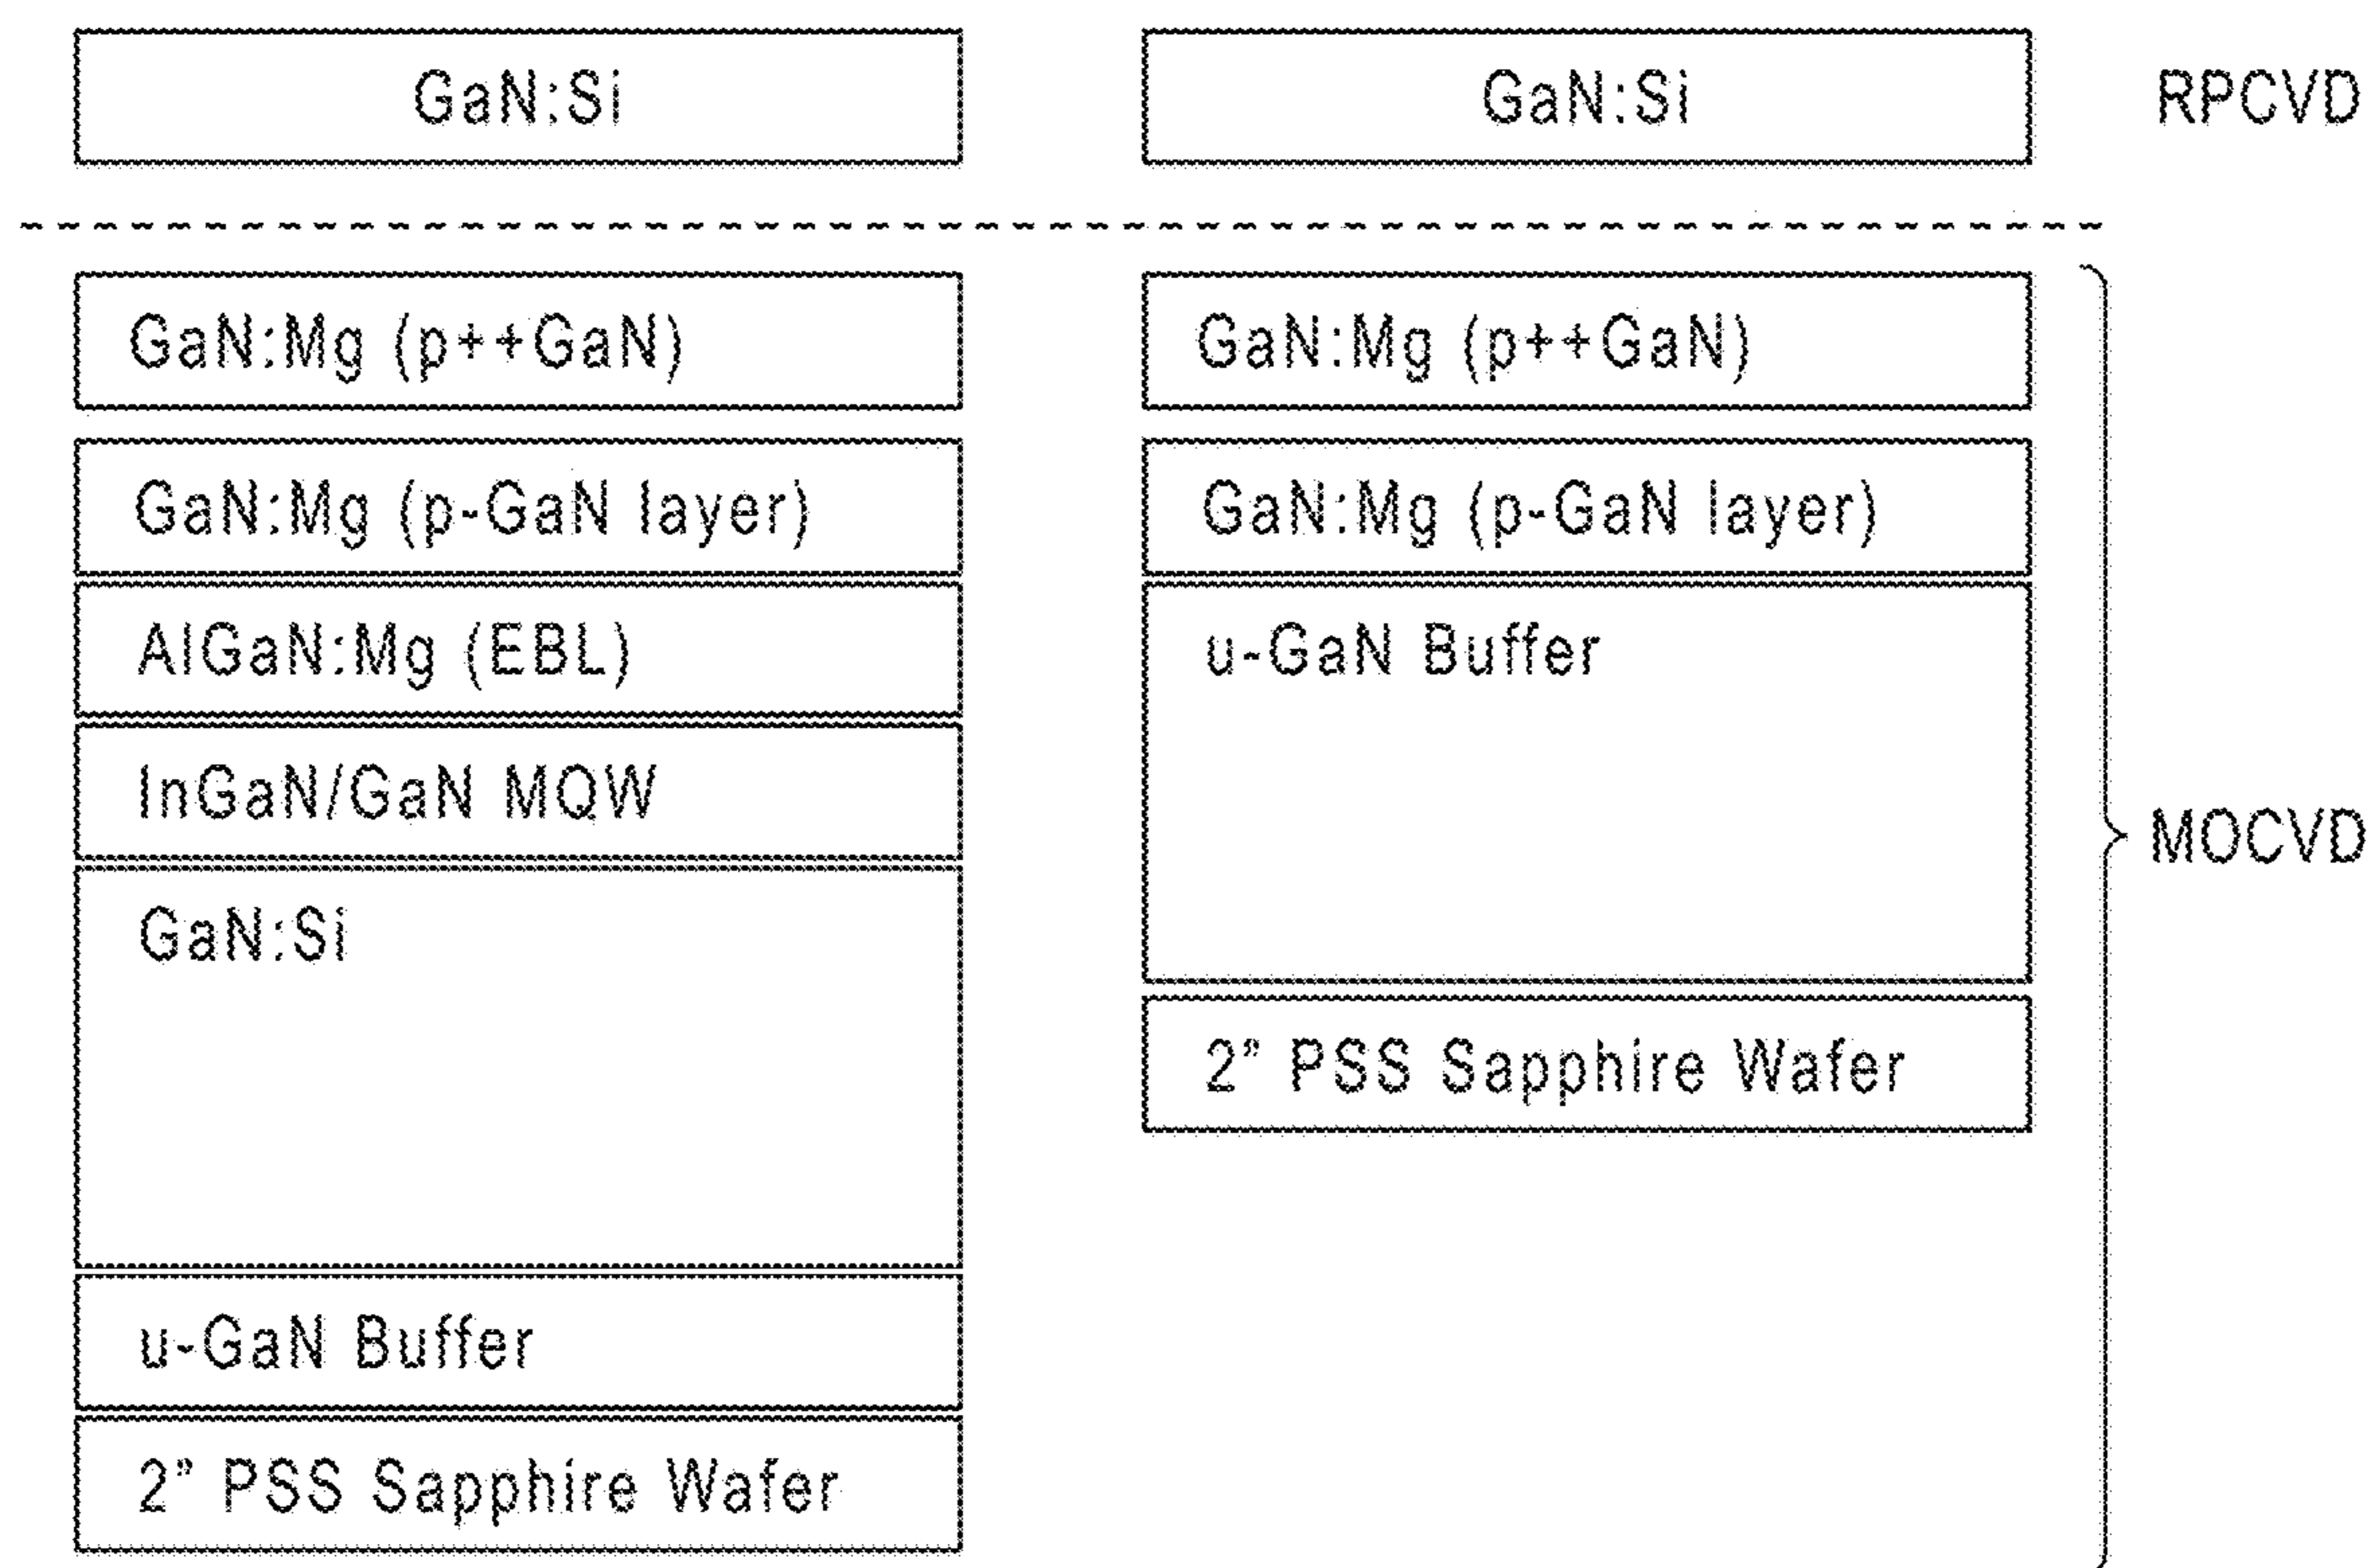 GaN:Si
GaN:Si
RPCVD
GaN:Mg (p++GaN)
GaN:Mg (p-GaN layer)
AlGaN:Mg (EBL)
InGaN/GaN MQW
GaN:Si
u-GaN Buffer
2" PSS Sapphire Wafer
GaN:Mg (p++GaN)
GaN:Mg (p-GaN layer)
u-GaN Buffer
2" PSS Sapphire Wafer
MOCVD